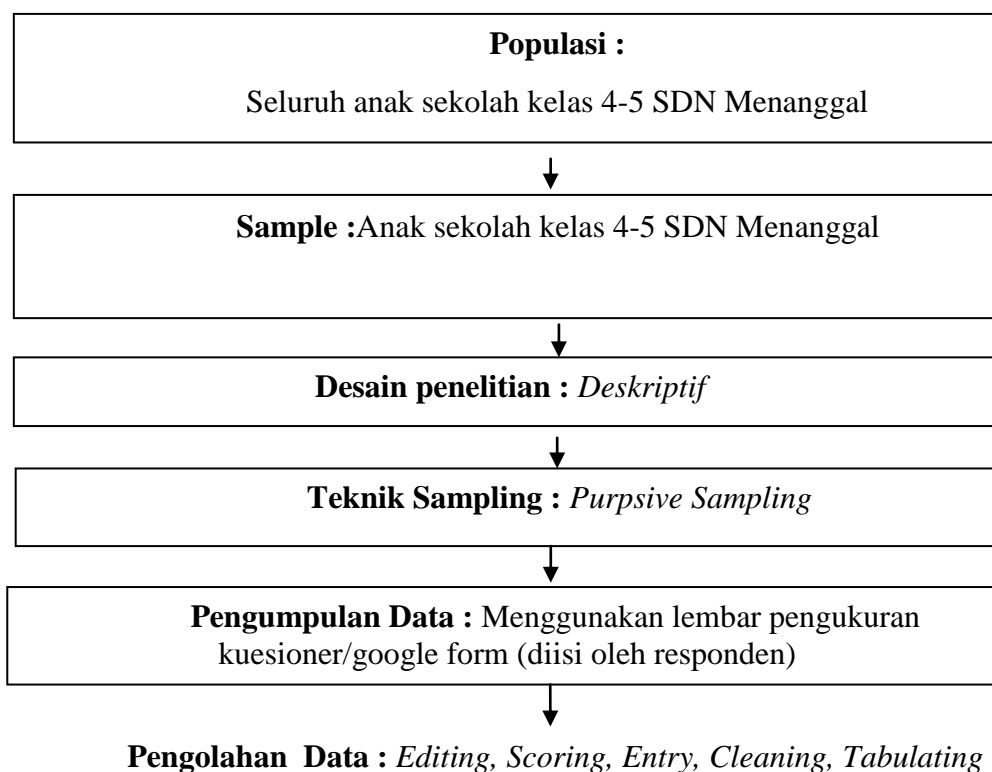 Populasi :
Seluruh anak sekolah kelas 4-5 SDN Menanggal
Sample :Anak sekolah kelas 4-5 SDN Menanggal
Desain penelitian : Deskriptif
Teknik Sampling : Purpsive Sampling
Pengumpulan Data : Menggunakan lembar pengukuran
kuesioner/google form (diisi oleh responden)
Pengolahan Data : Editing, Scoring, Entry, Cleaning, Tabulating